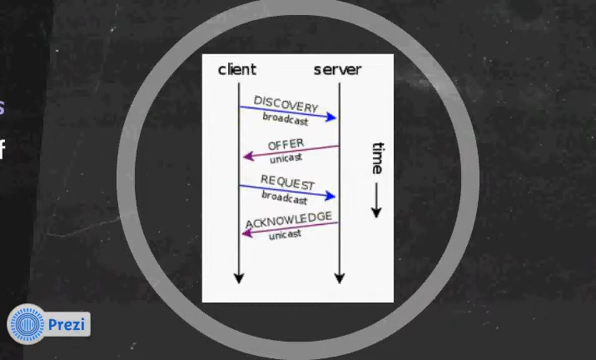 s
f
client server
DISCOVERY
broadcast
OFFER
unicast
time
REQUEST
broadcast
ACKNOWLEDGE
unicast
Prezi